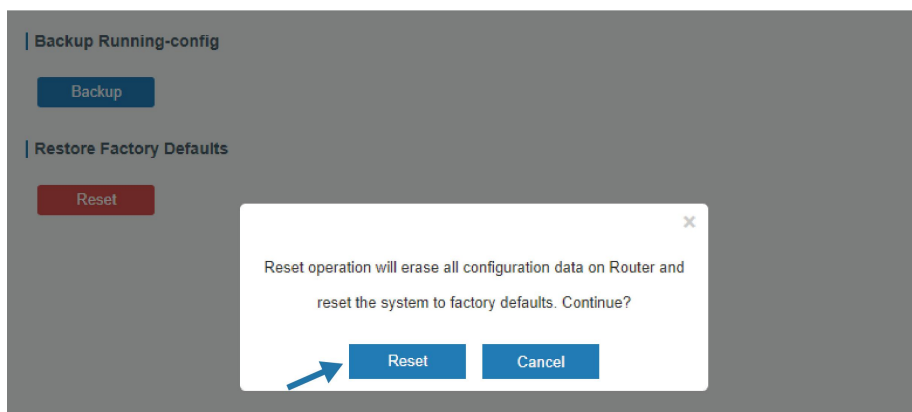 Backup Running-config
Backup
Restore Factory Defaults
Reset
×
Reset operation will erase all configuration data on Router and
reset the system to factory defaults. Continue?
Reset Cancel